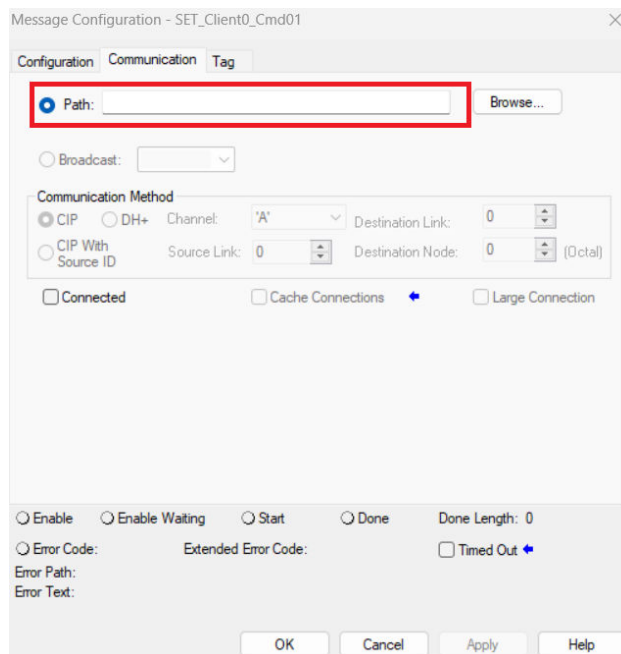 Message Configuration - SET_Client0_Cmd01
Configuration Communication Tag
Path: Browse...
Broadcast:
Communication Method
CIP DH+ Channel: 'A' Destination Link: 0
CIP With Source ID Source Link: 0 Destination Node: 0 (Octal)
Connected Cache Connections Large Connection
Enable Enable Waiting Start Done Done Length: 0
Error Code: Extended Error Code: Timed Out
Error Path:
Error Text:
OK Cancel Apply Help